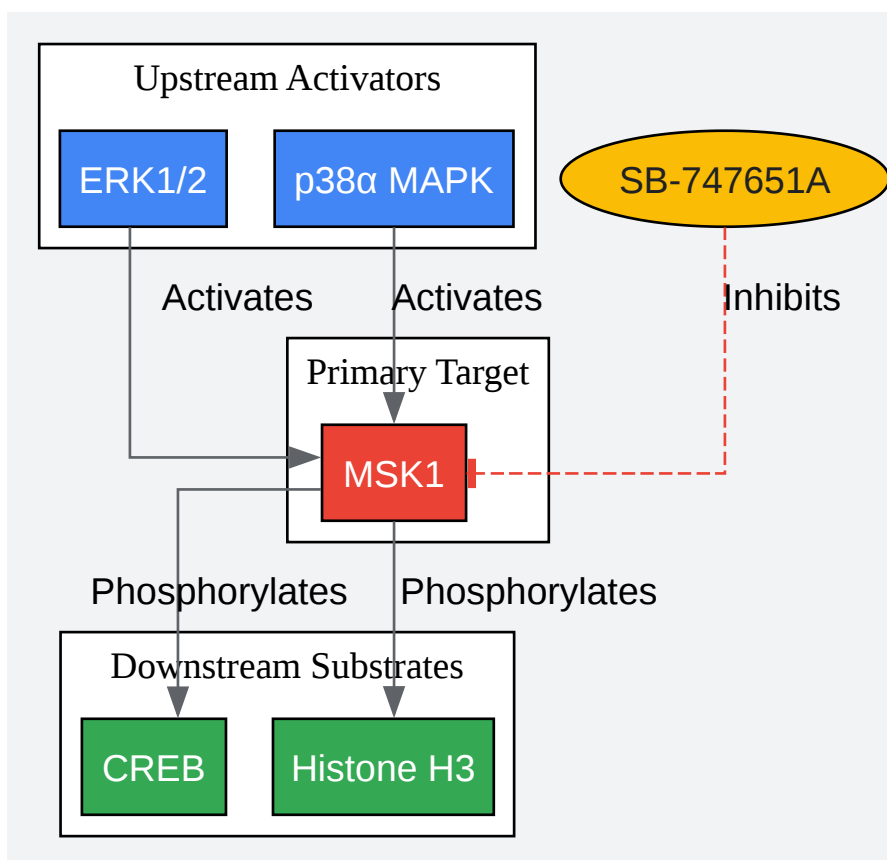 Upstream Activators
ERK1/2
p38α MAPK
SB-747651A
Activates
Activates
Inhibits
Primary Target
MSK1
Phosphorylates
Phosphorylates
Downstream Substrates
CREB
Histone H3